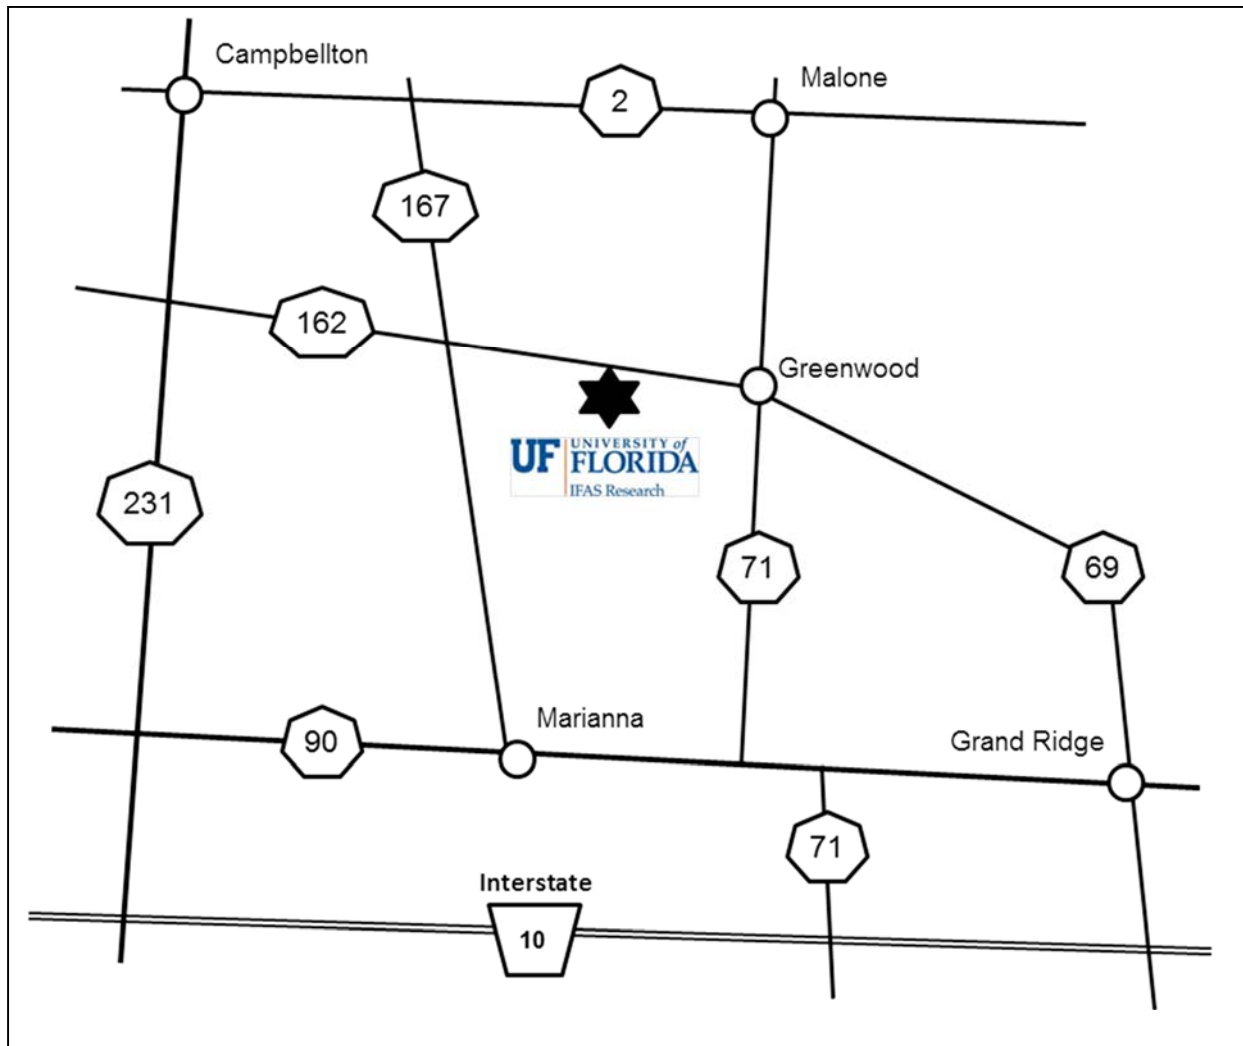 Campbellton
Malone
2
167
162
Greenwood
UF UNIVERSITY of
FLORIDA
IFAS Research
231
71
69
Marianna
90
Grand Ridge
71
Interstate
10